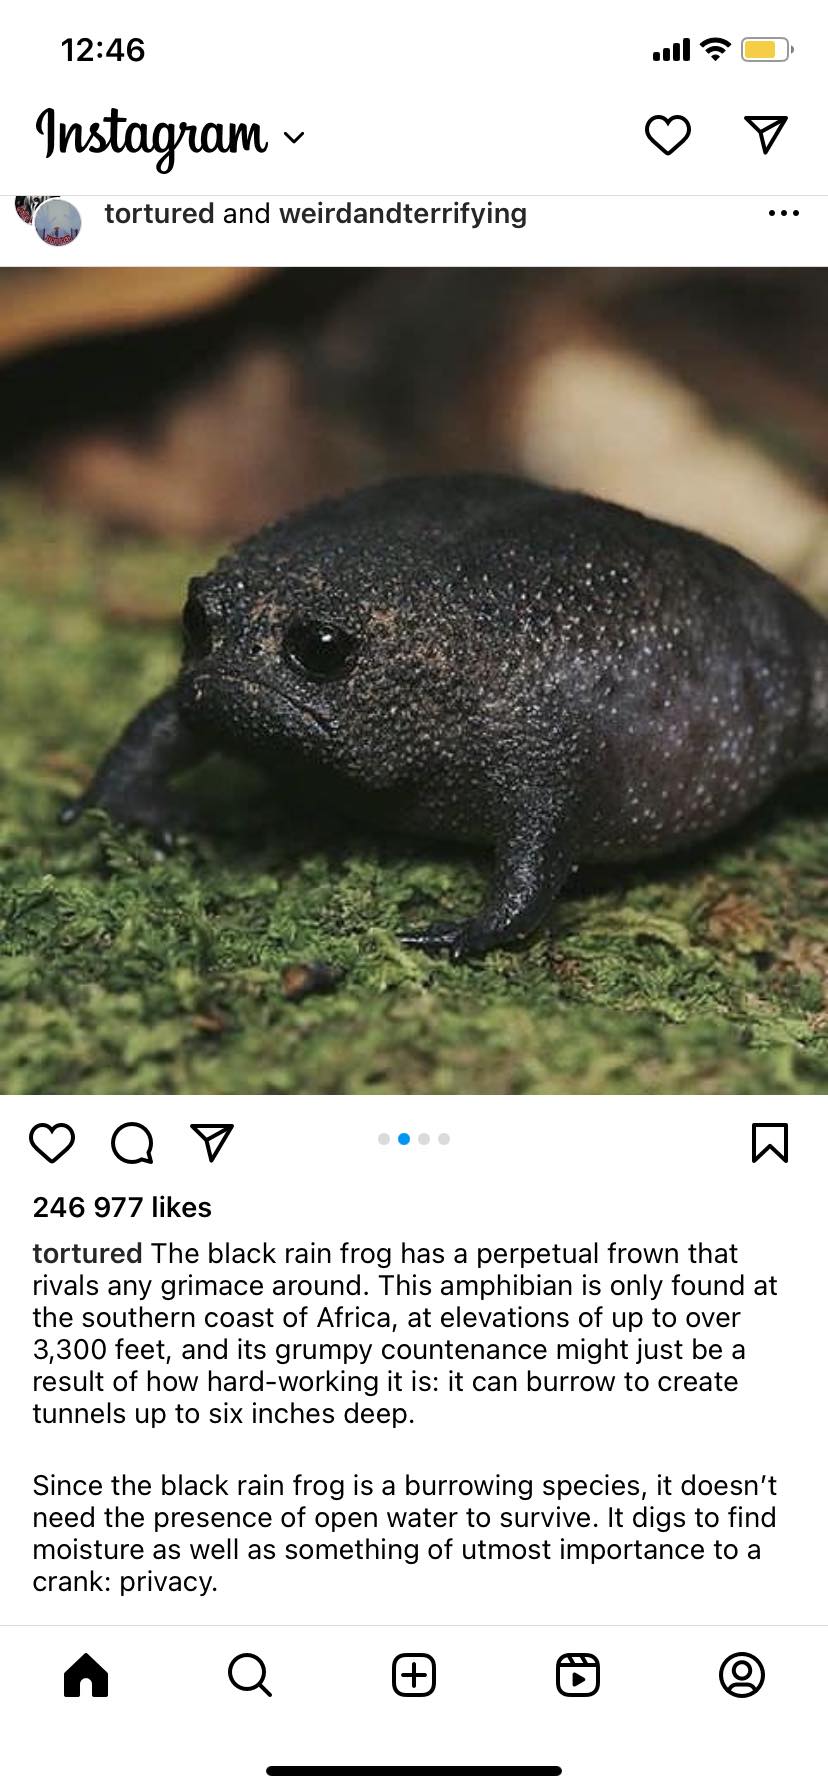 12:46
Instagram
tortured and weirdandterrifying
246 977 likes
tortured The black rain frog has a perpetual frown that
rivals any grimace around. This amphibian is only found at
the southern coast of Africa, at elevations of up to over
3,300 feet, and its grumpy countenance might just be a
result of how hard-working it is: it can burrow to create
tunnels up to six inches deep.
Since the black rain frog is a burrowing species, it doesn’t
need the presence of open water to survive. It digs to find
moisture as well as something of utmost importance to a
crank: privacy.